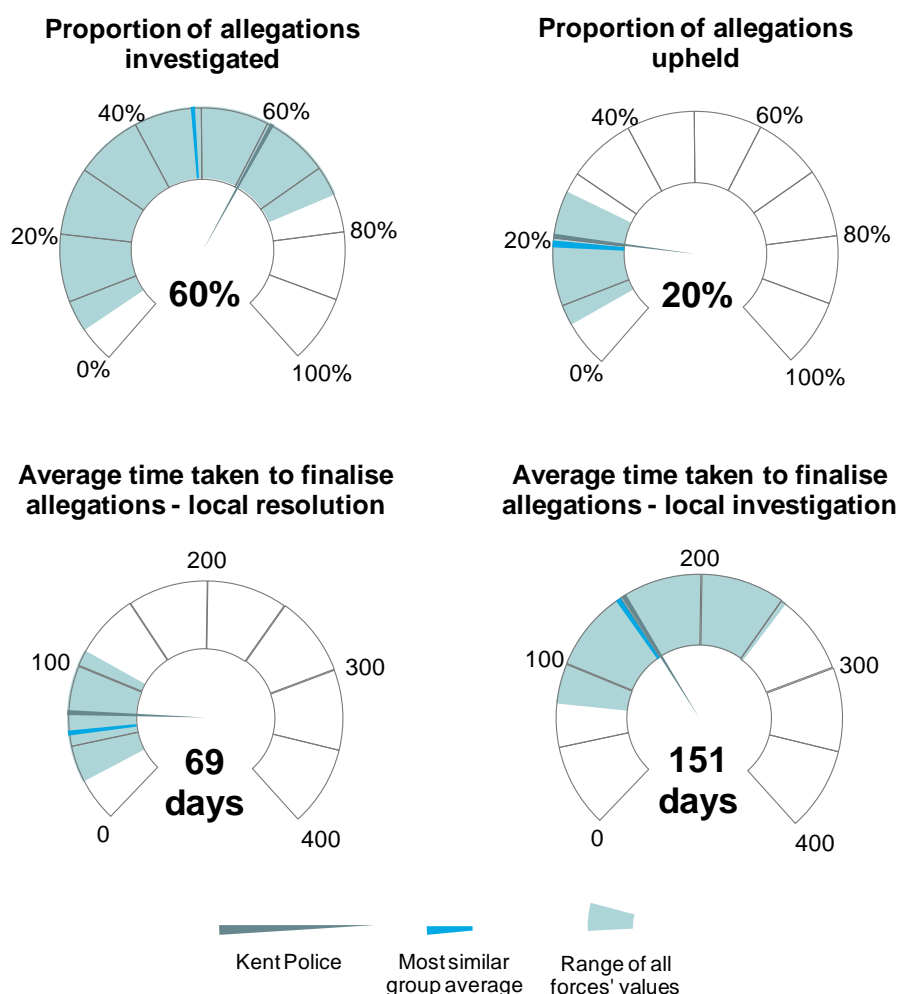 Proportion of allegations
investigated
Proportion of allegations
upheld
40%
60%
20%
80%
60%
0%
100%
40%
60%
20%
80%
20%
0%
100%
Average time taken to finalise
allegations - local resolution
Average time taken to finalise
allegations - local investigation
200
100
300
69
days
0
400
200
100
300
151
days
0
400
Kent Police
Most similar
group average
Range of all
forces' values